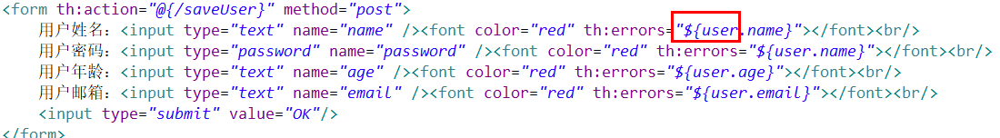 <form th:action="@{/saveUser}" method="post">
用户姓名：<input type="text" name="name" /><font color="red" th:errors="${user.name}"></font><br/>
用户密码：<input type="password" name="password" /><font color="red" th:errors="${user.name}"></font><br/>
用户年龄：<input type="text" name="age" /><font color="red" th:errors="${user.age}"></font><br/>
用户邮箱：<input type="text" name="email" /><font color="red" th:errors="${user.email}"></font><br/>
<input type="submit" value="OK"/>
</form>